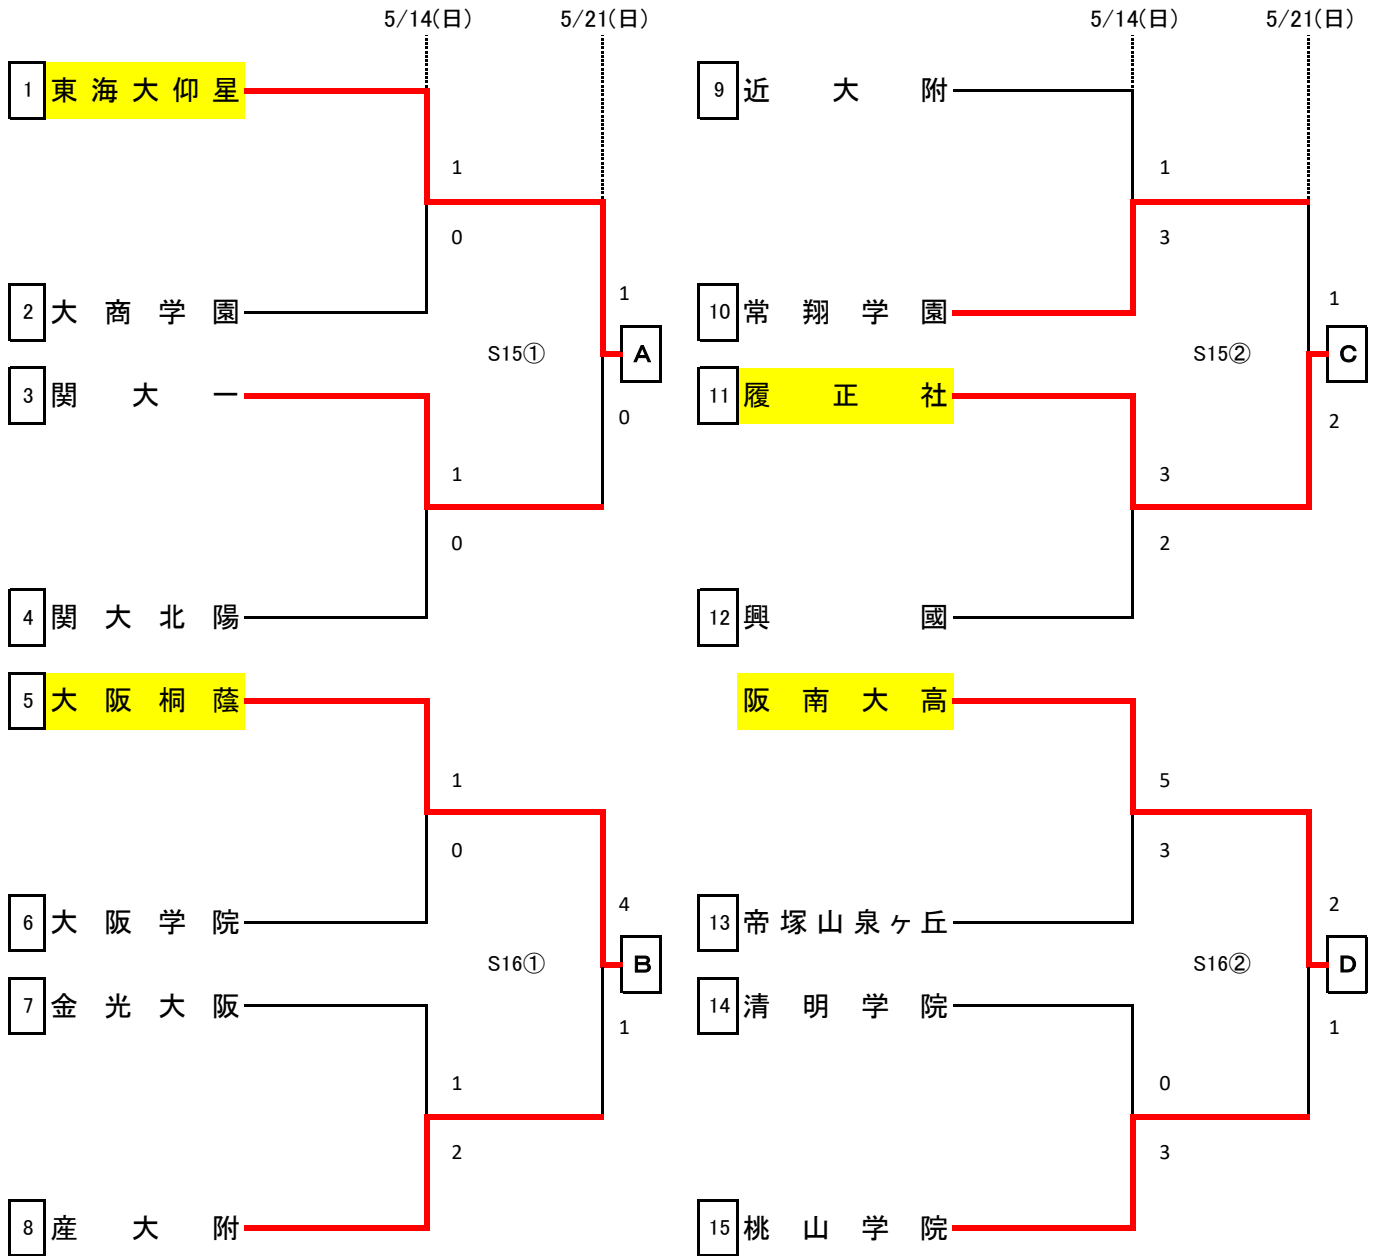 5/14(日) 5/21(日)
1 東海大仰星
1
0
2 大商学園
1
S15① A
3 関大一
0
1
0
4 関大北陽
5 大阪桐蔭
1
0
6 大阪学院
4
S16① B
7 金光大阪
1
1
2
8 産大附
5/14(日) 5/21(日)
9 近大附
1
3
10 常翔学園
1
S15② C
11 履正社
2
3
2
12 興國
阪南大高
5
3
13 帝塚山泉ヶ丘
2
S16② D
14 清明学院
1
0
3
15 桃山学院